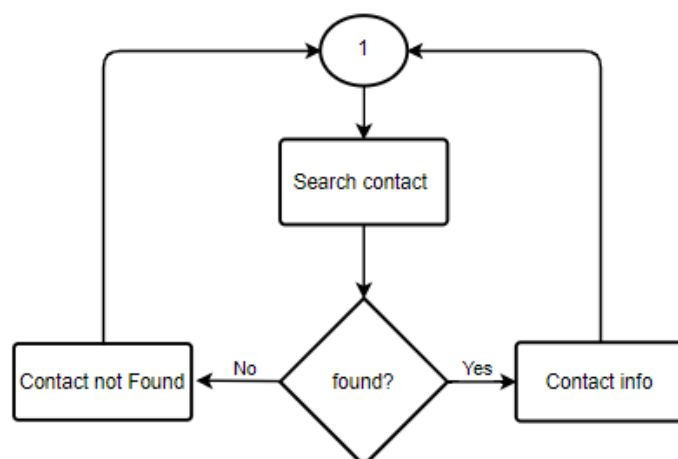 1
Search contact
Contact not Found
No
found?
Yes
Contact info